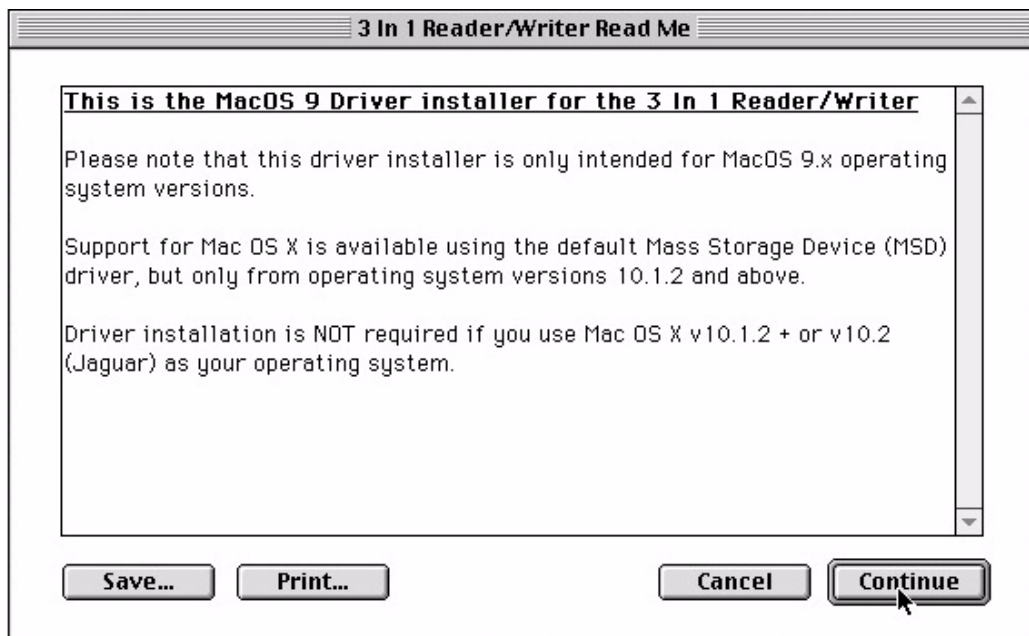 3 In 1 Reader/Writer Read Me
This is the MacOS 9 Driver installer for the 3 In 1 Reader/Writer
Please note that this driver installer is only intended for MacOS 9.x operating
system versions.
Support for Mac OS X is available using the default Mass Storage Device (MSD)
driver, but only from operating system versions 10.1.2 and above.
Driver installation is NOT required if you use Mac OS X v10.1.2 + or v10.2
(Jaguar) as your operating system.
Save... Print... Cancel Continue